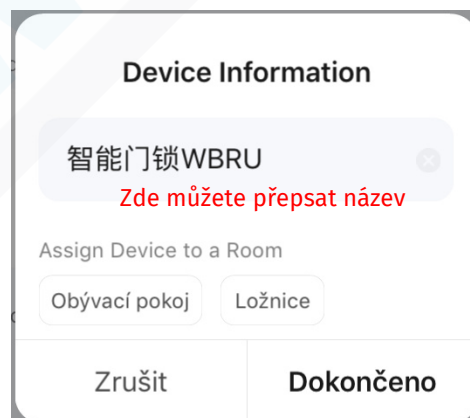 Device Information
智能门锁WBRU
Zde můžete přepsat název
Assign Device to a Room
Obývací pokoj Ložnice
Zrušit Dokončeno